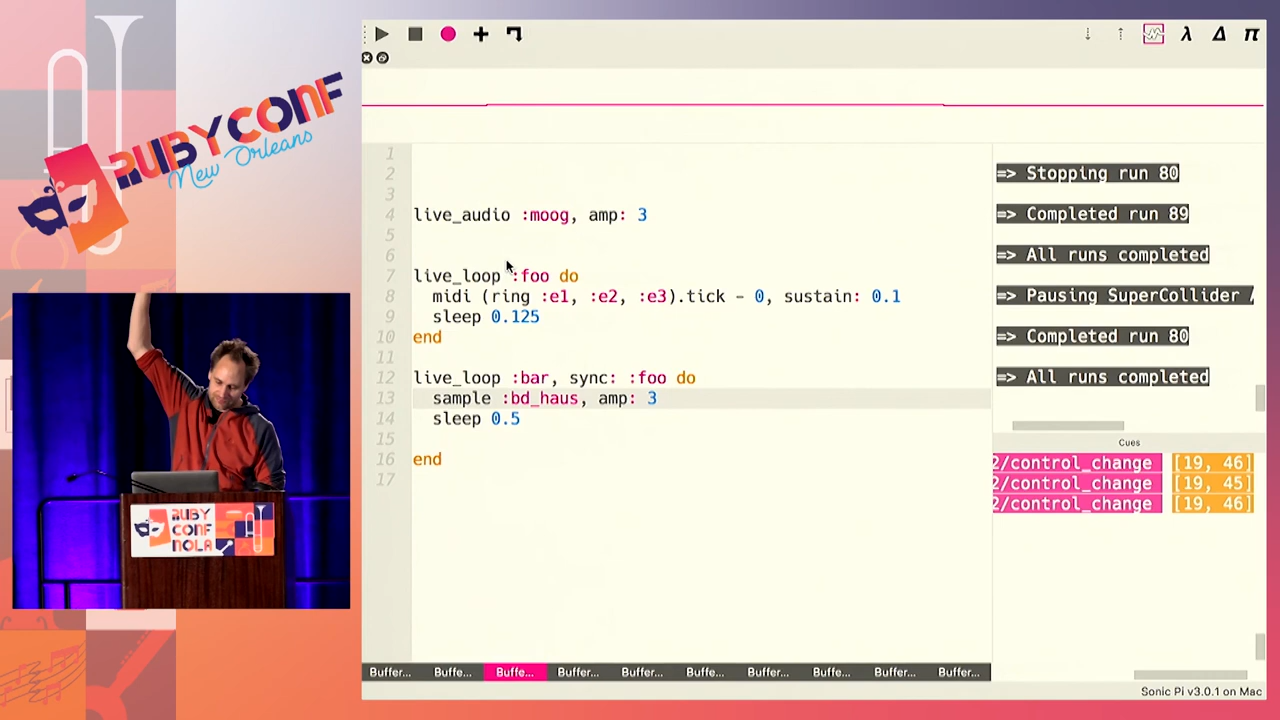 RUBYCONF
New Orleans
RUBY
CONF
NOLA
1
2
3
4 live_audio :moog, amp: 3
5
6
7 live_loop :foo do
8 midi (ring :e1, :e2, :e3).tick - 0, sustain: 0.1
9 sleep 0.125
10 end
11
12 live_loop :bar, sync: :foo do
13 sample :bd_haus, amp: 3
14 sleep 0.5
15
16 end
17
=> Stopping run 80
=> Completed run 89
=> All runs completed
=> Pausing SuperCollider
=> Completed run 80
=> All runs completed
Cues
2/control_change [19, 46]
2/control_change [19, 45]
2/control_change [19, 46]
Buffer... Buffe... Buffe... Buffer... Buffer... Buffe... Buffer... Buffe... Buffer... Buffer...
Sonic Pi v3.0.1 on Mac